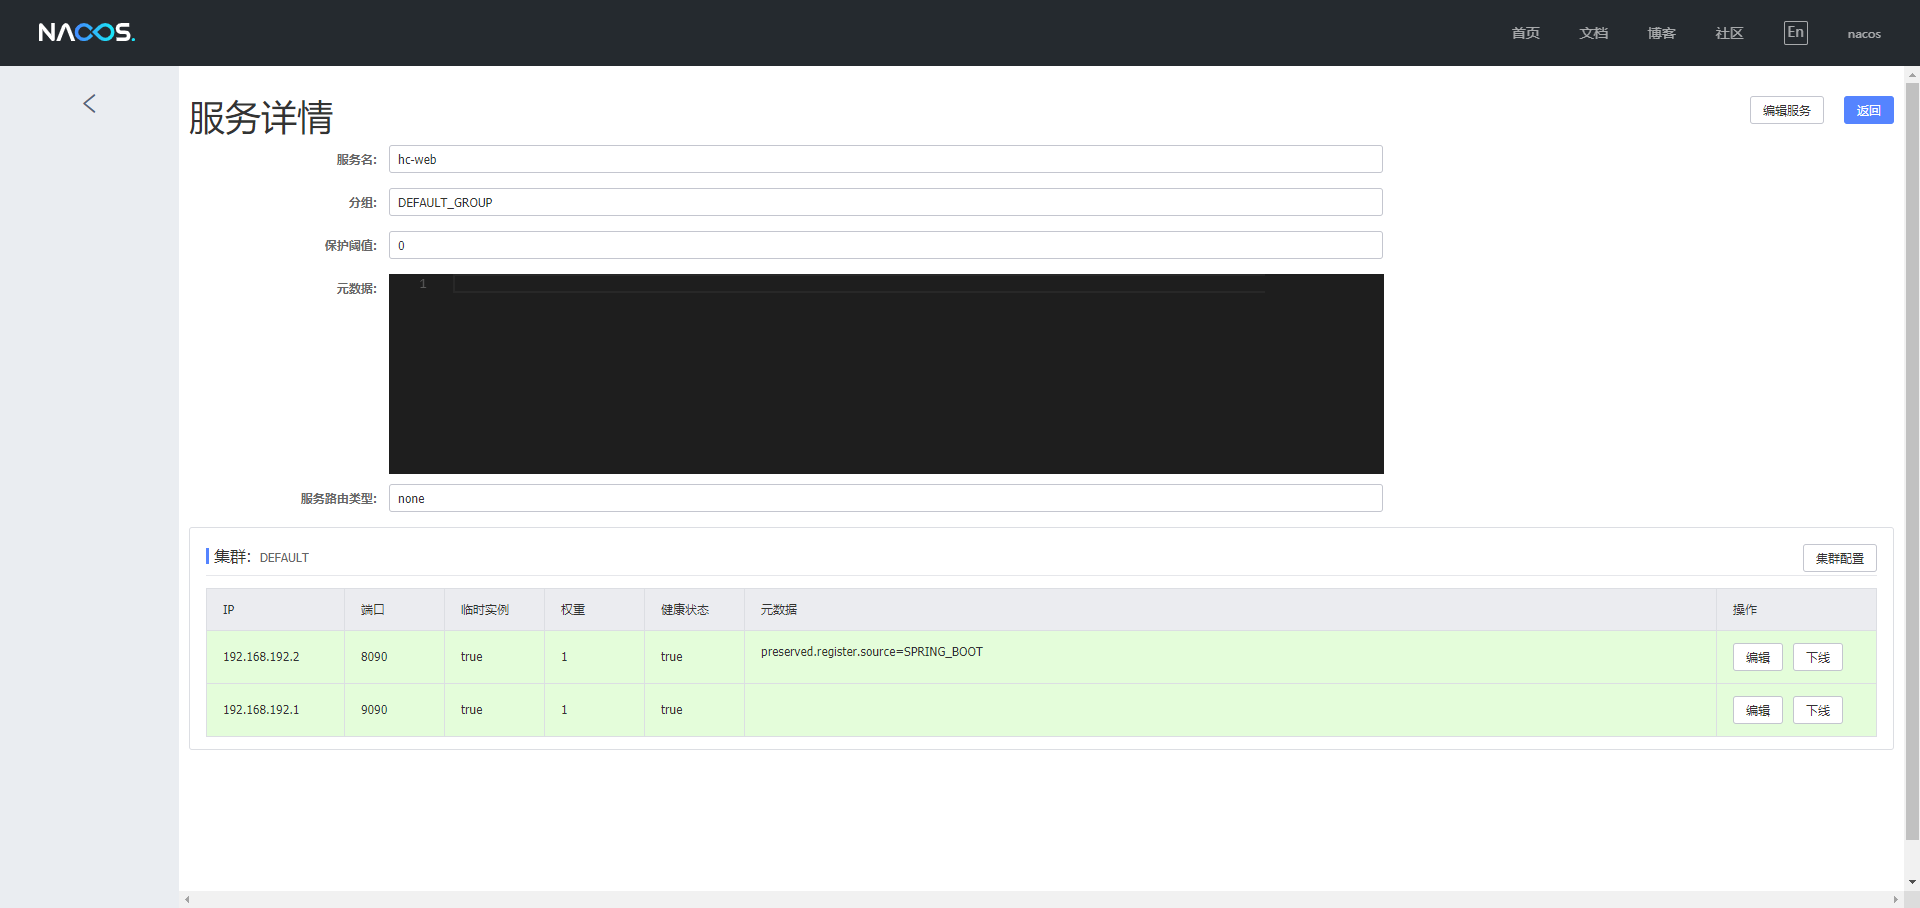 NACOS.
首页 文档 博客 社区 En nacos
服务详情 编辑服务 返回
服务名: hc-web
分组: DEFAULT_GROUP
保护阈值: 0
元数据: 1
服务路由类型: none
集群: DEFAULT 集群配置
IP 端口 临时实例 权重 健康状态 元数据 操作
192.168.192.2 8090 true 1 true preserved.register.source=SPRING_BOOT 编辑 下线
192.168.192.1 9090 true 1 true 编辑 下线